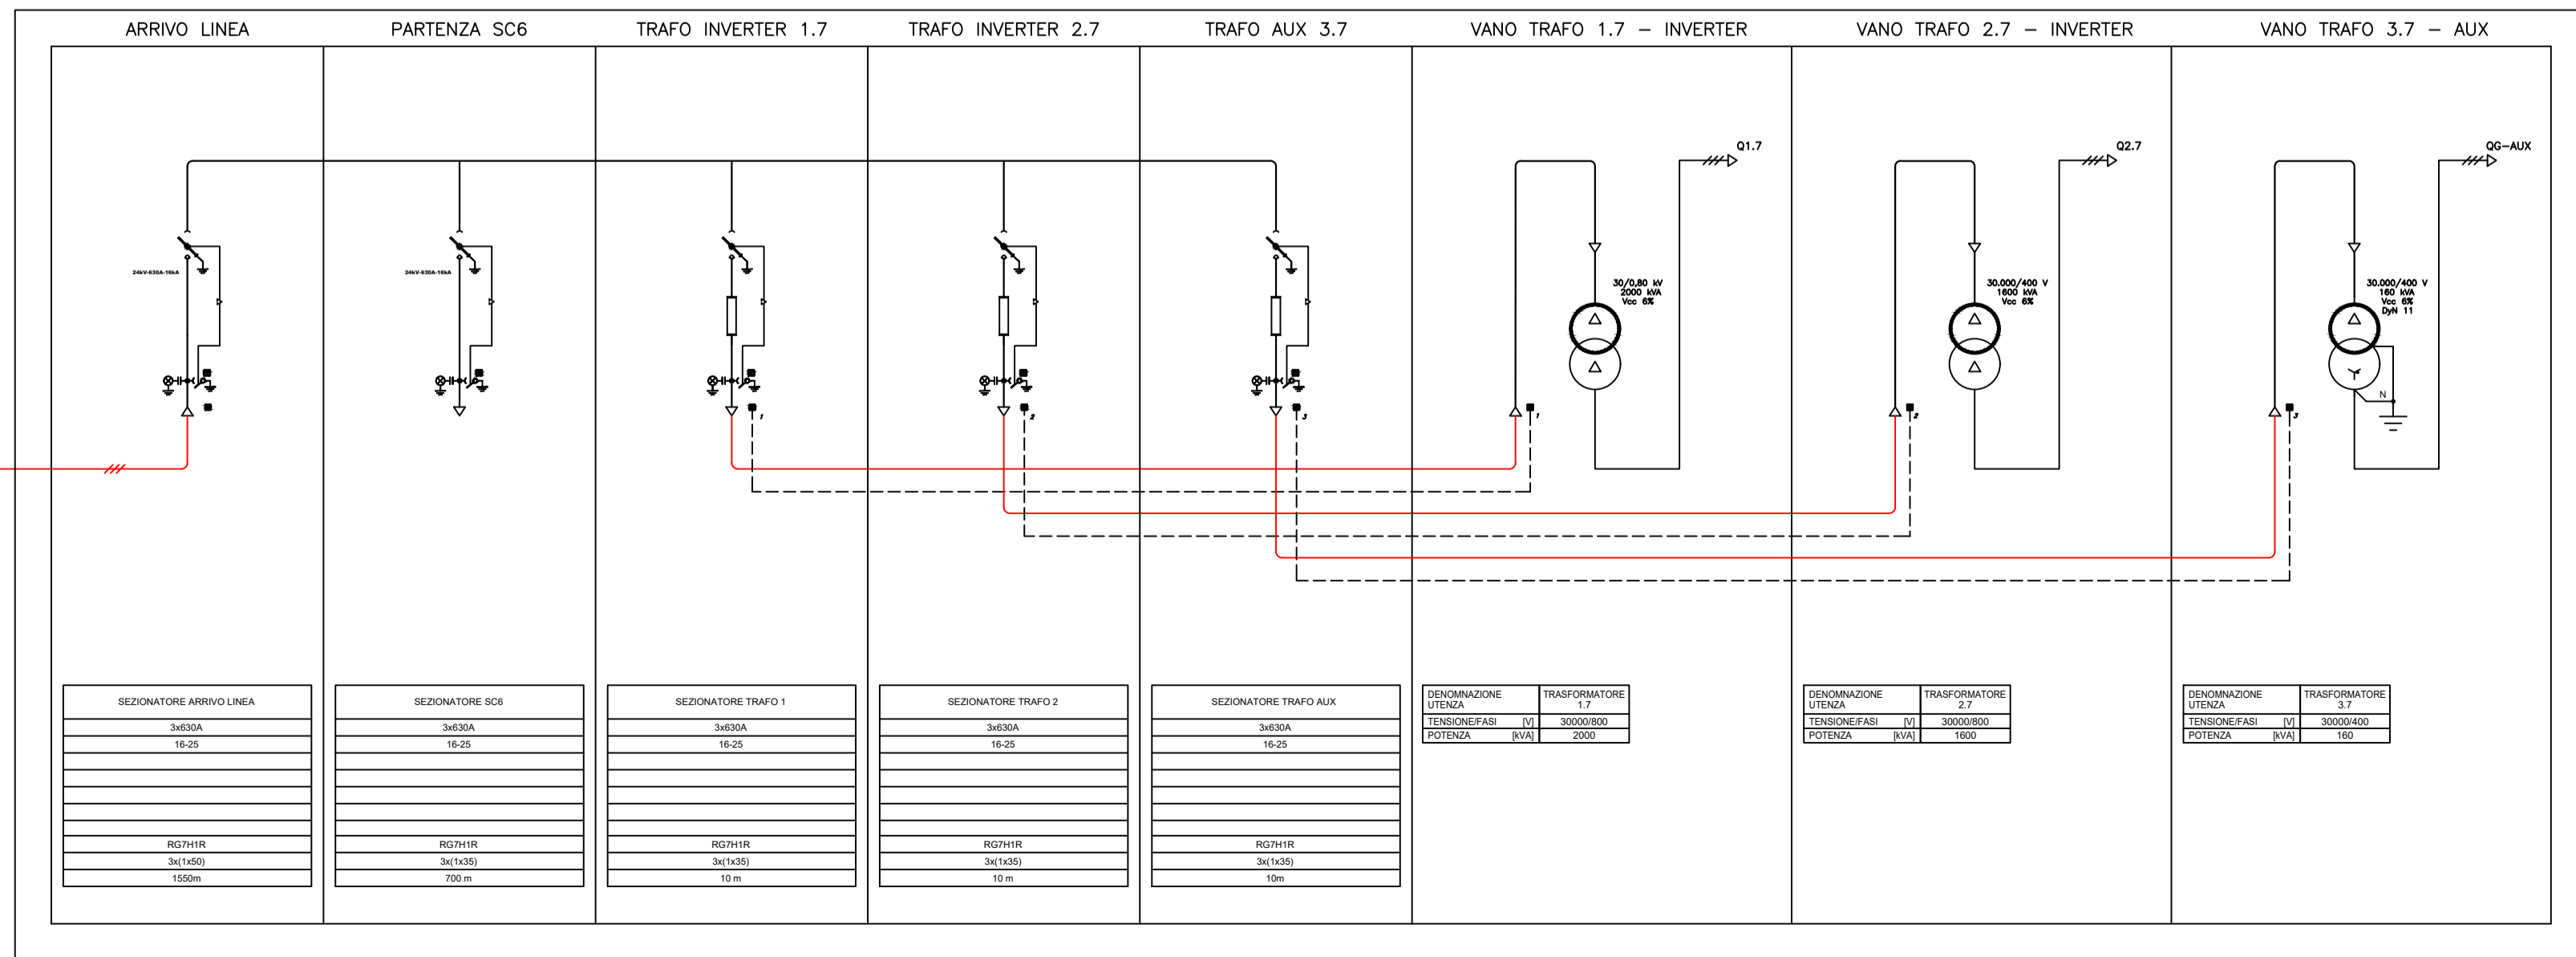 ARRIVO LINEA
PARTENZA SC6
TRAFO INVERTER 1.7
TRAFO INVERTER 2.7
TRAFO AUX 3.7
VANO TRAFO 1.7 – INVERTER
VANO TRAFO 2.7 – INVERTER
VANO TRAFO 3.7 – AUX
Q1.7
Q2.7
QG–AUX
24kV-630A-16kA
24kV-630A-16kA
30/0,80 kV
2000 kVA
Vcc 6%
30.000/400 V
1600 kVA
Vcc 6%
30.000/400 V
160 kVA
Vcc 6%
DyN 11
N
1
2
3
1
2
3
SEZIONATORE ARRIVO LINEA
3x630A
16-25
RG7H1R
3x(1x50)
1550m
SEZIONATORE SC6
3x630A
16-25
RG7H1R
3x(1x35)
700 m
SEZIONATORE TRAFO 1
3x630A
16-25
RG7H1R
3x(1x35)
10 m
SEZIONATORE TRAFO 2
3x630A
16-25
RG7H1R
3x(1x35)
10 m
SEZIONATORE TRAFO AUX
3x630A
16-25
RG7H1R
3x(1x35)
10m
DENOMNAZIONE UTENZA TRASFORMATORE 1.7
TENSIONE/FASI [V] 30000/800
POTENZA [kVA] 2000
DENOMNAZIONE UTENZA TRASFORMATORE 2.7
TENSIONE/FASI [V] 30000/800
POTENZA [kVA] 1600
DENOMNAZIONE UTENZA TRASFORMATORE 3.7
TENSIONE/FASI [V] 30000/400
POTENZA [kVA] 160